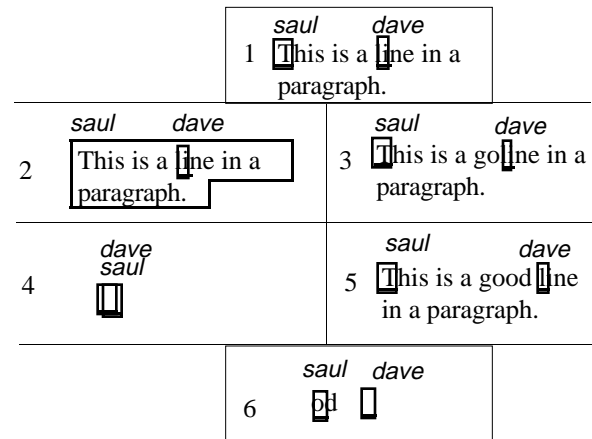 saul dave
1 This is a line in a
paragraph.
saul dave
2 This is a line in a
paragraph.
saul dave
3 This is a goline in a
paragraph.
dave
saul
4
saul dave
5 This is a good line
in a paragraph.
saul dave
6 od